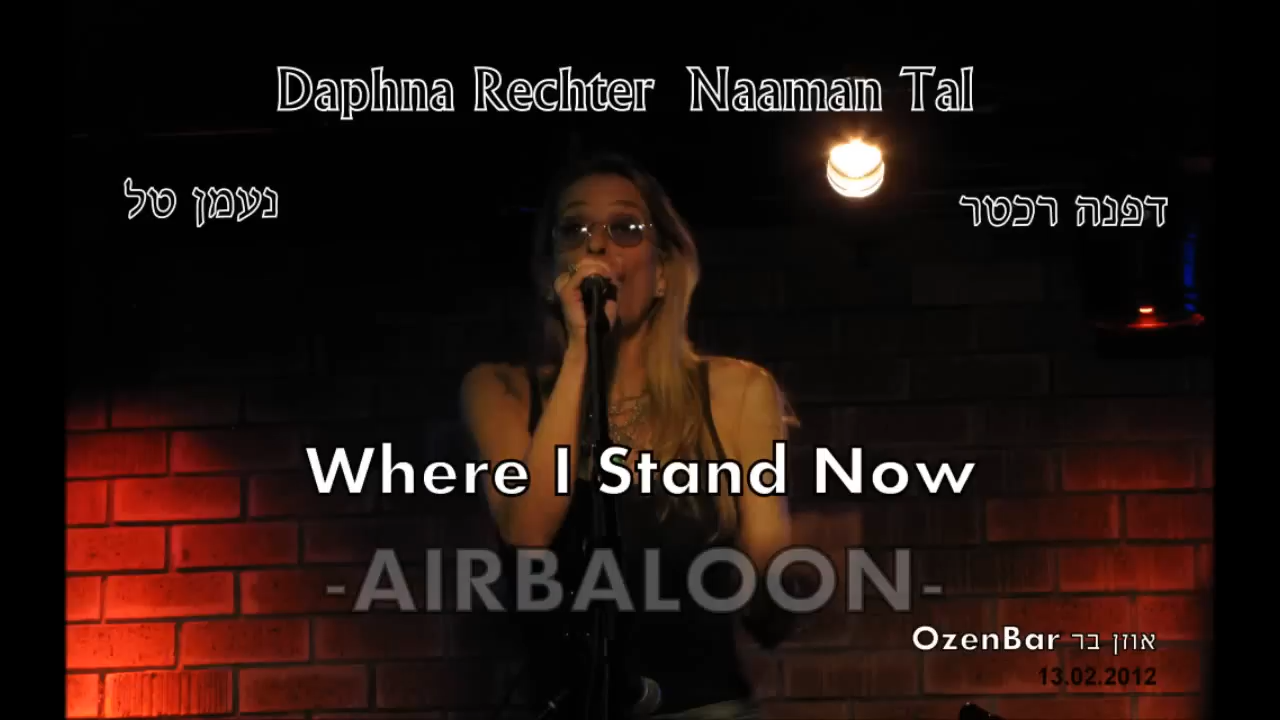 Daphna Rechter Naaman Tal
דפנה רכטר
נעמן טל
Where I Stand Now
-AIRBALOON-
OzenBar אוזן בר
13.02.2012